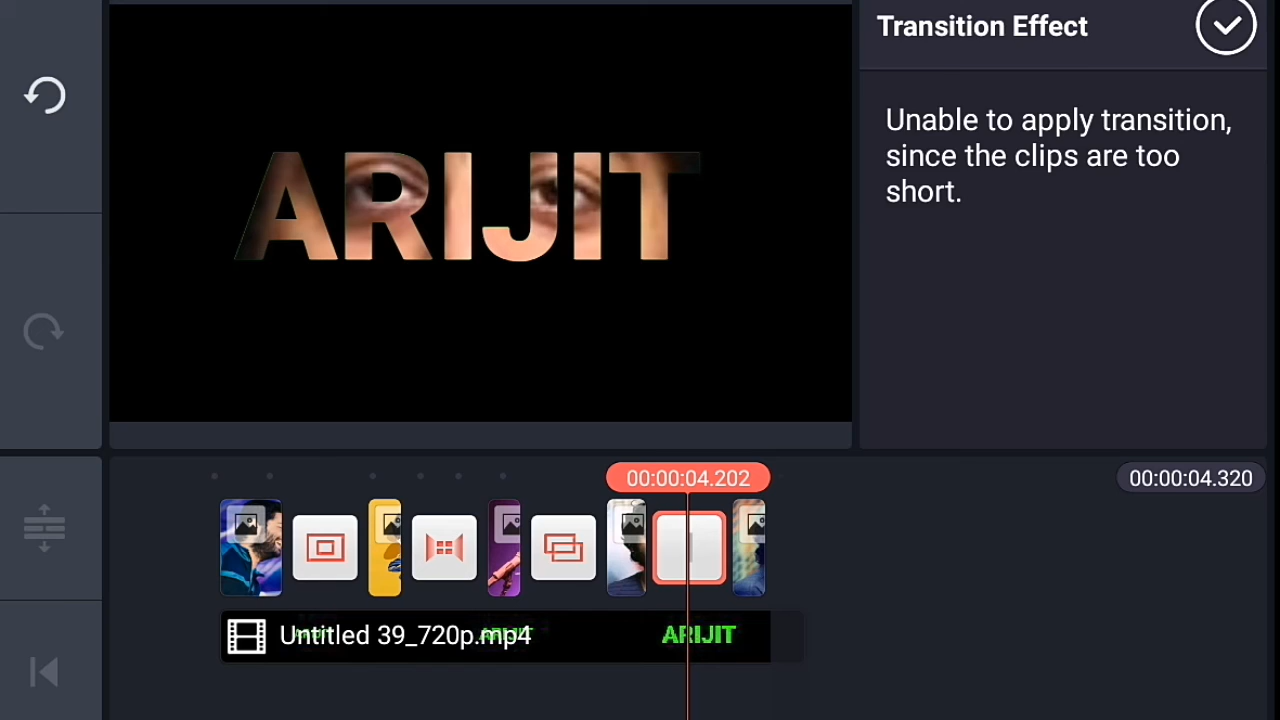 Transition Effect
Unable to apply transition,
since the clips are too
short.
ARIJIT
00:00:04.202
00:00:04.320
Untitled 39_720p.mp4
ARIJIT